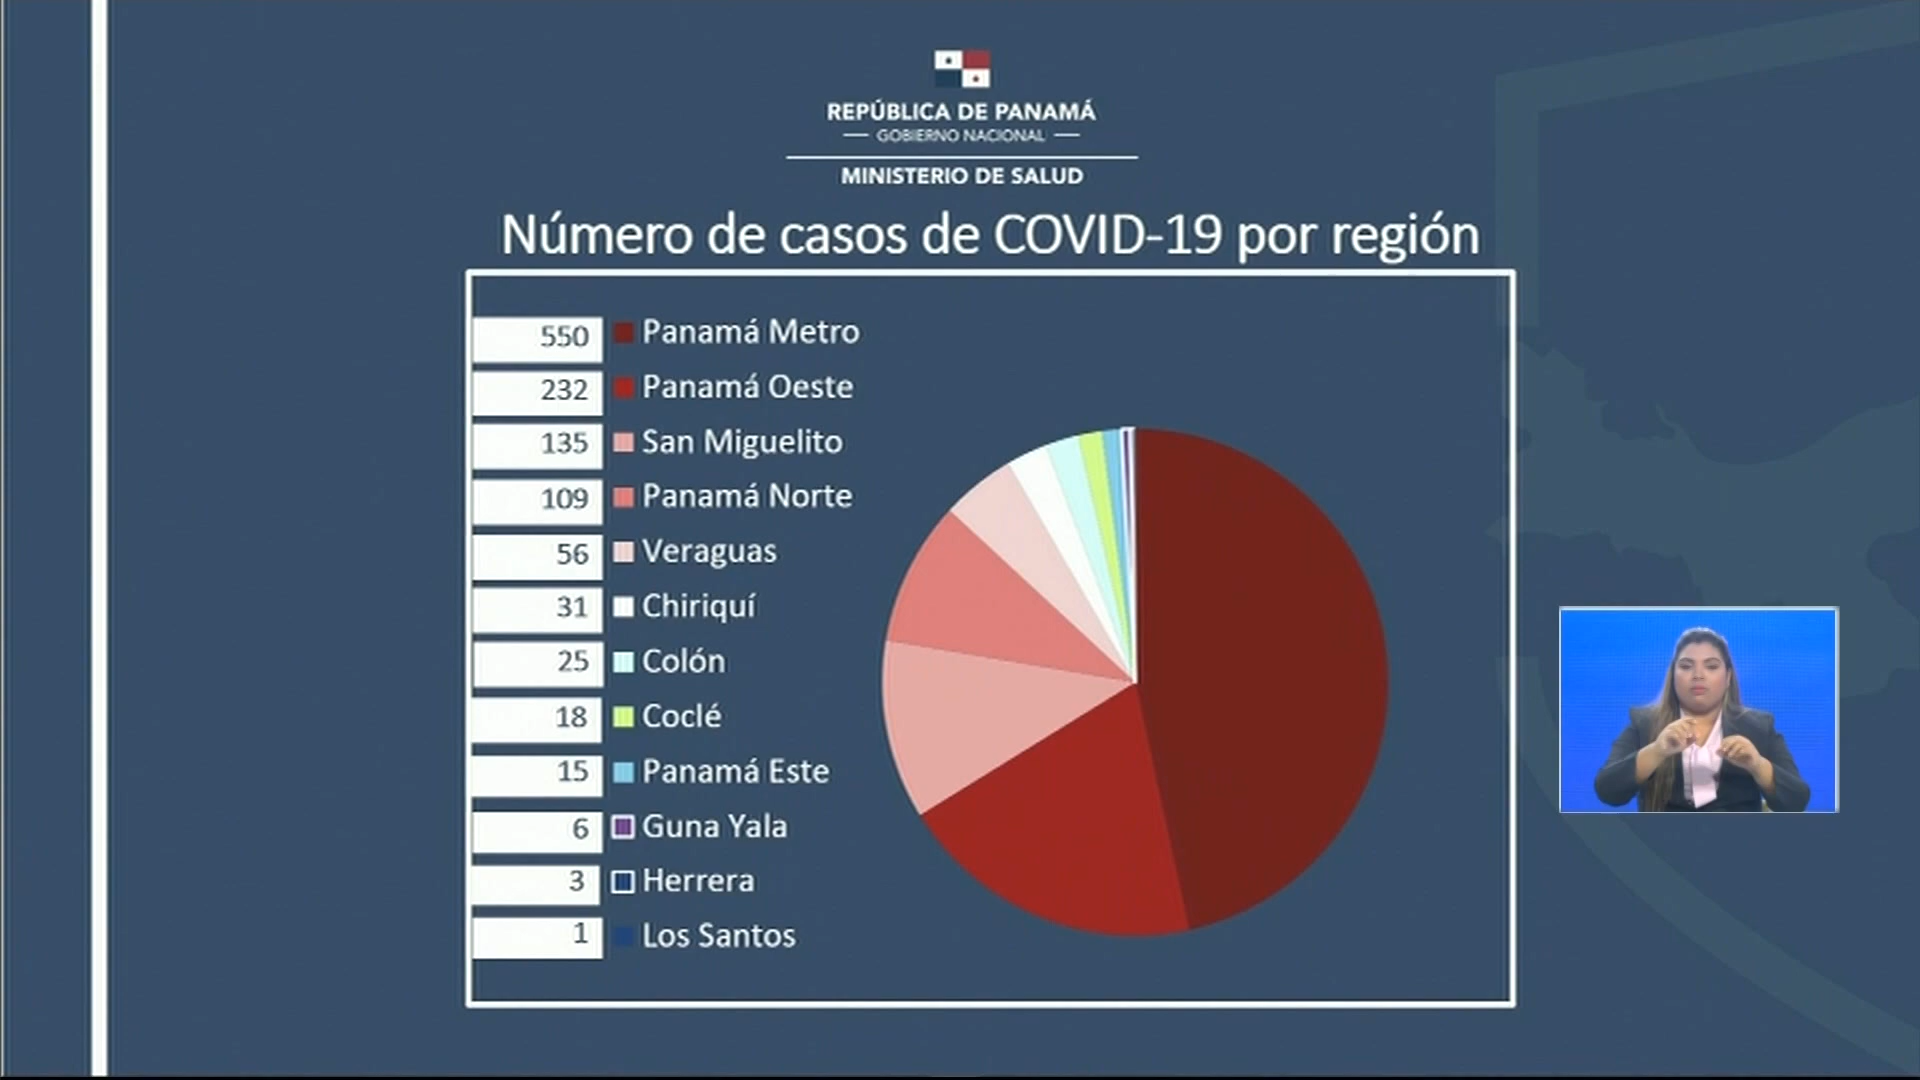 REPÚBLICA DE PANAMÁ
GOBIERNO NACIONAL
MINISTERIO DE SALUD
Número de casos de COVID-19 por región
550 Panamá Metro
232 Panamá Oeste
135 San Miguelito
109 Panamá Norte
56 Veraguas
31 Chiriquí
25 Colón
18 Coclé
15 Panamá Este
6 Guna Yala
3 Herrera
1 Los Santos